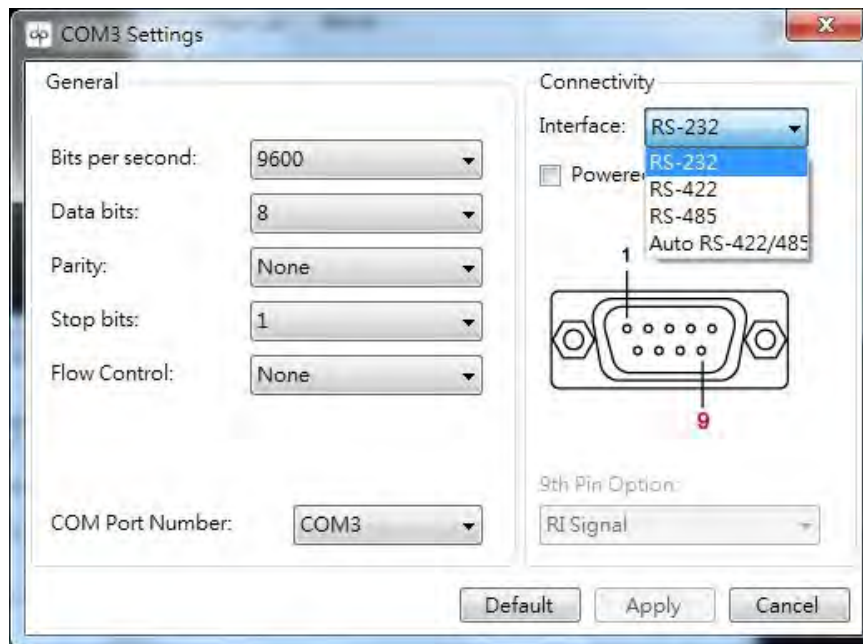 COM3 Settings
General
Bits per second:
9600
Data bits:
8
Parity:
None
Stop bits:
1
Flow Control:
None
COM Port Number:
COM3
Connectivity
Interface:
RS-232
RS-232
RS-422
RS-485
Auto RS-422/485
1
9
9th Pin Option:
RI Signal
Default
Apply
Cancel